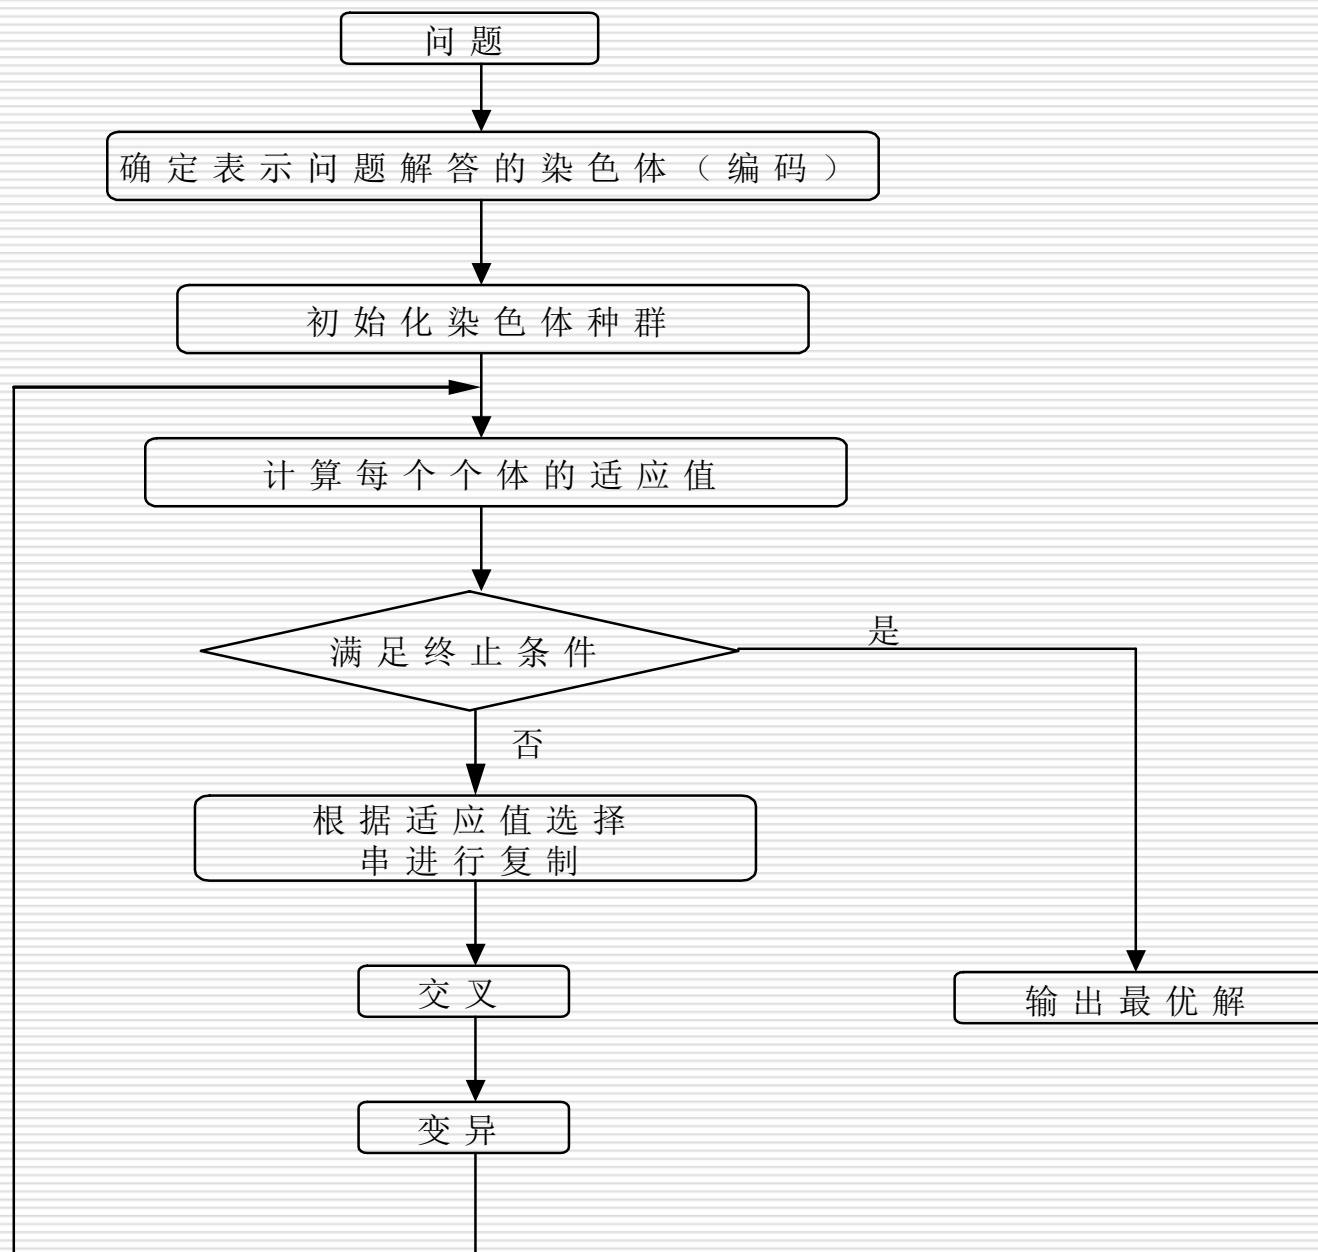 问题
确定表示问题解答的染色体（编码）
初始化染色体种群
计算每个个体的适应值
满足终止条件
是
否
根据适应值选择
串进行复制
交叉
输出最优解
变异